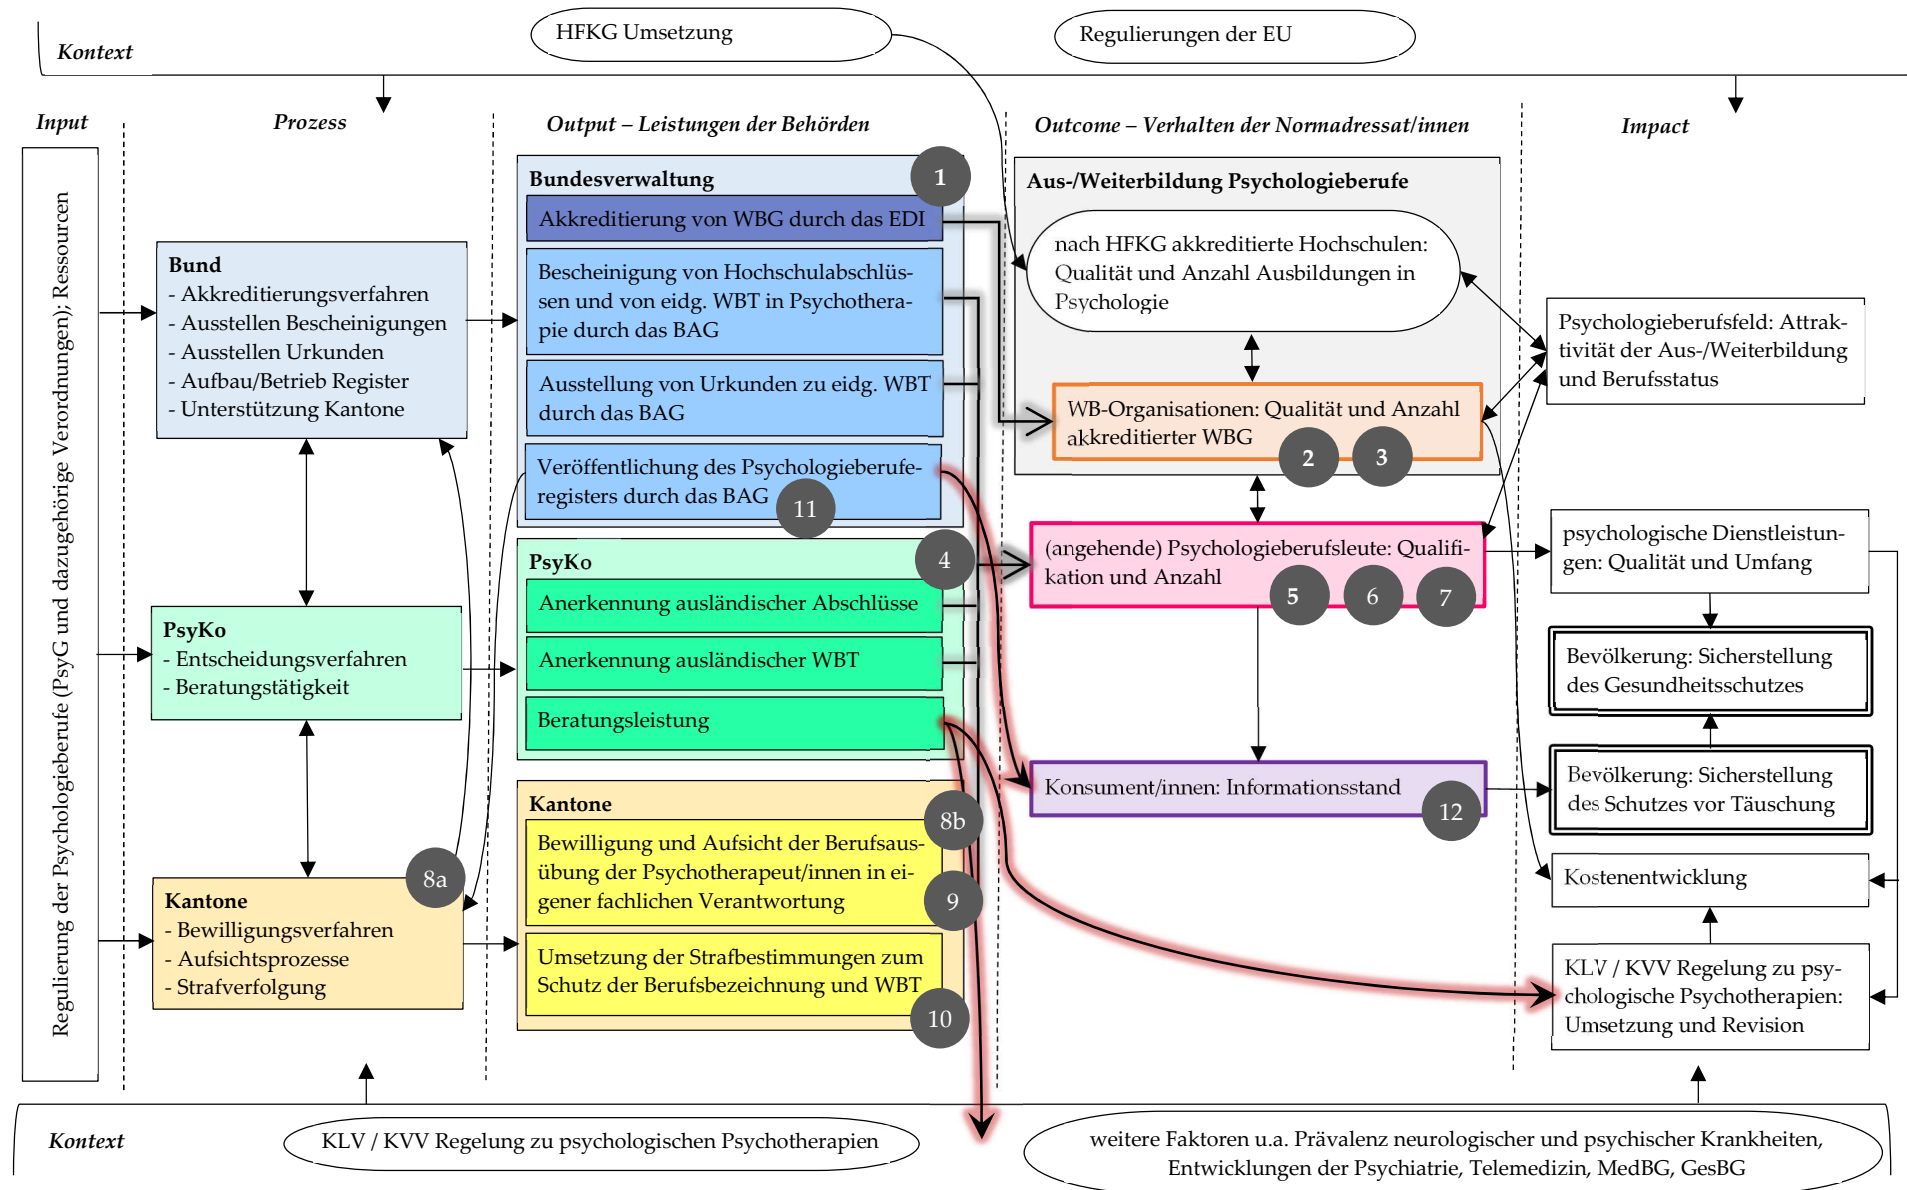 HFKG Umsetzung
Regulierungen der EU
Kontext
Input
Prozess
Output – Leistungen der Behörden
Outcome – Verhalten der Normadressat/innen
Impact
Regulierung der Psychologieberufe (PsyG und dazugehörige Verordnungen); Ressourcen
Bund
- Akkreditierungsverfahren
- Ausstellen Bescheinigungen
- Ausstellen Urkunden
- Aufbau/Betrieb Register
- Unterstützung Kantone
PsyKo
- Entscheidungsverfahren
- Beratungstätigkeit
8a
Kantone
- Bewilligungsverfahren
- Aufsichtsprozesse
- Strafverfolgung
Bundesverwaltung
1
Akkreditierung von WBG durch das EDI
Bescheinigung von Hochschulabschlüs-
sen und von eidg. WBT in Psychothera-
pie durch das BAG
Ausstellung von Urkunden zu eidg. WBT
durch das BAG
Veröffentlichung des Psychologieberufe-
registers durch das BAG
11
PsyKo
4
Anerkennung ausländischer Abschlüsse
Anerkennung ausländischer WBT
Beratungsleistung
Kantone
8b
Bewilligung und Aufsicht der Berufsaus-
übung der Psychotherapeut/innen in ei-
gener fachlichen Verantwortung
9
Umsetzung der Strafbestimmungen zum
Schutz der Berufsbezeichnung und WBT
10
Aus-/Weiterbildung Psychologieberufe
nach HFKG akkreditierte Hochschulen:
Qualität und Anzahl Ausbildungen in
Psychologie
WB-Organisationen: Qualität und Anzahl
akkreditierter WBG
2
3
(angehende) Psychologieberufsleute: Qualifi-
kation und Anzahl
5
6
7
Konsument/innen: Informationsstand
12
Psychologieberufsfeld: Attrak-
tivität der Aus-/Weiterbildung
und Berufsstatus
psychologische Dienstleistun-
gen: Qualität und Umfang
Bevölkerung: Sicherstellung
des Gesundheitsschutzes
Bevölkerung: Sicherstellung
des Schutzes vor Täuschung
Kostenentwicklung
KLV / KVV Regelung zu psy-
chologische Psychotherapien:
Umsetzung und Revision
Kontext
KLV / KVV Regelung zu psychologischen Psychotherapien
weitere Faktoren u.a. Prävalenz neurologischer und psychischer Krankheiten,
Entwicklungen der Psychiatrie, Telemedizin, MedBG, GesBG